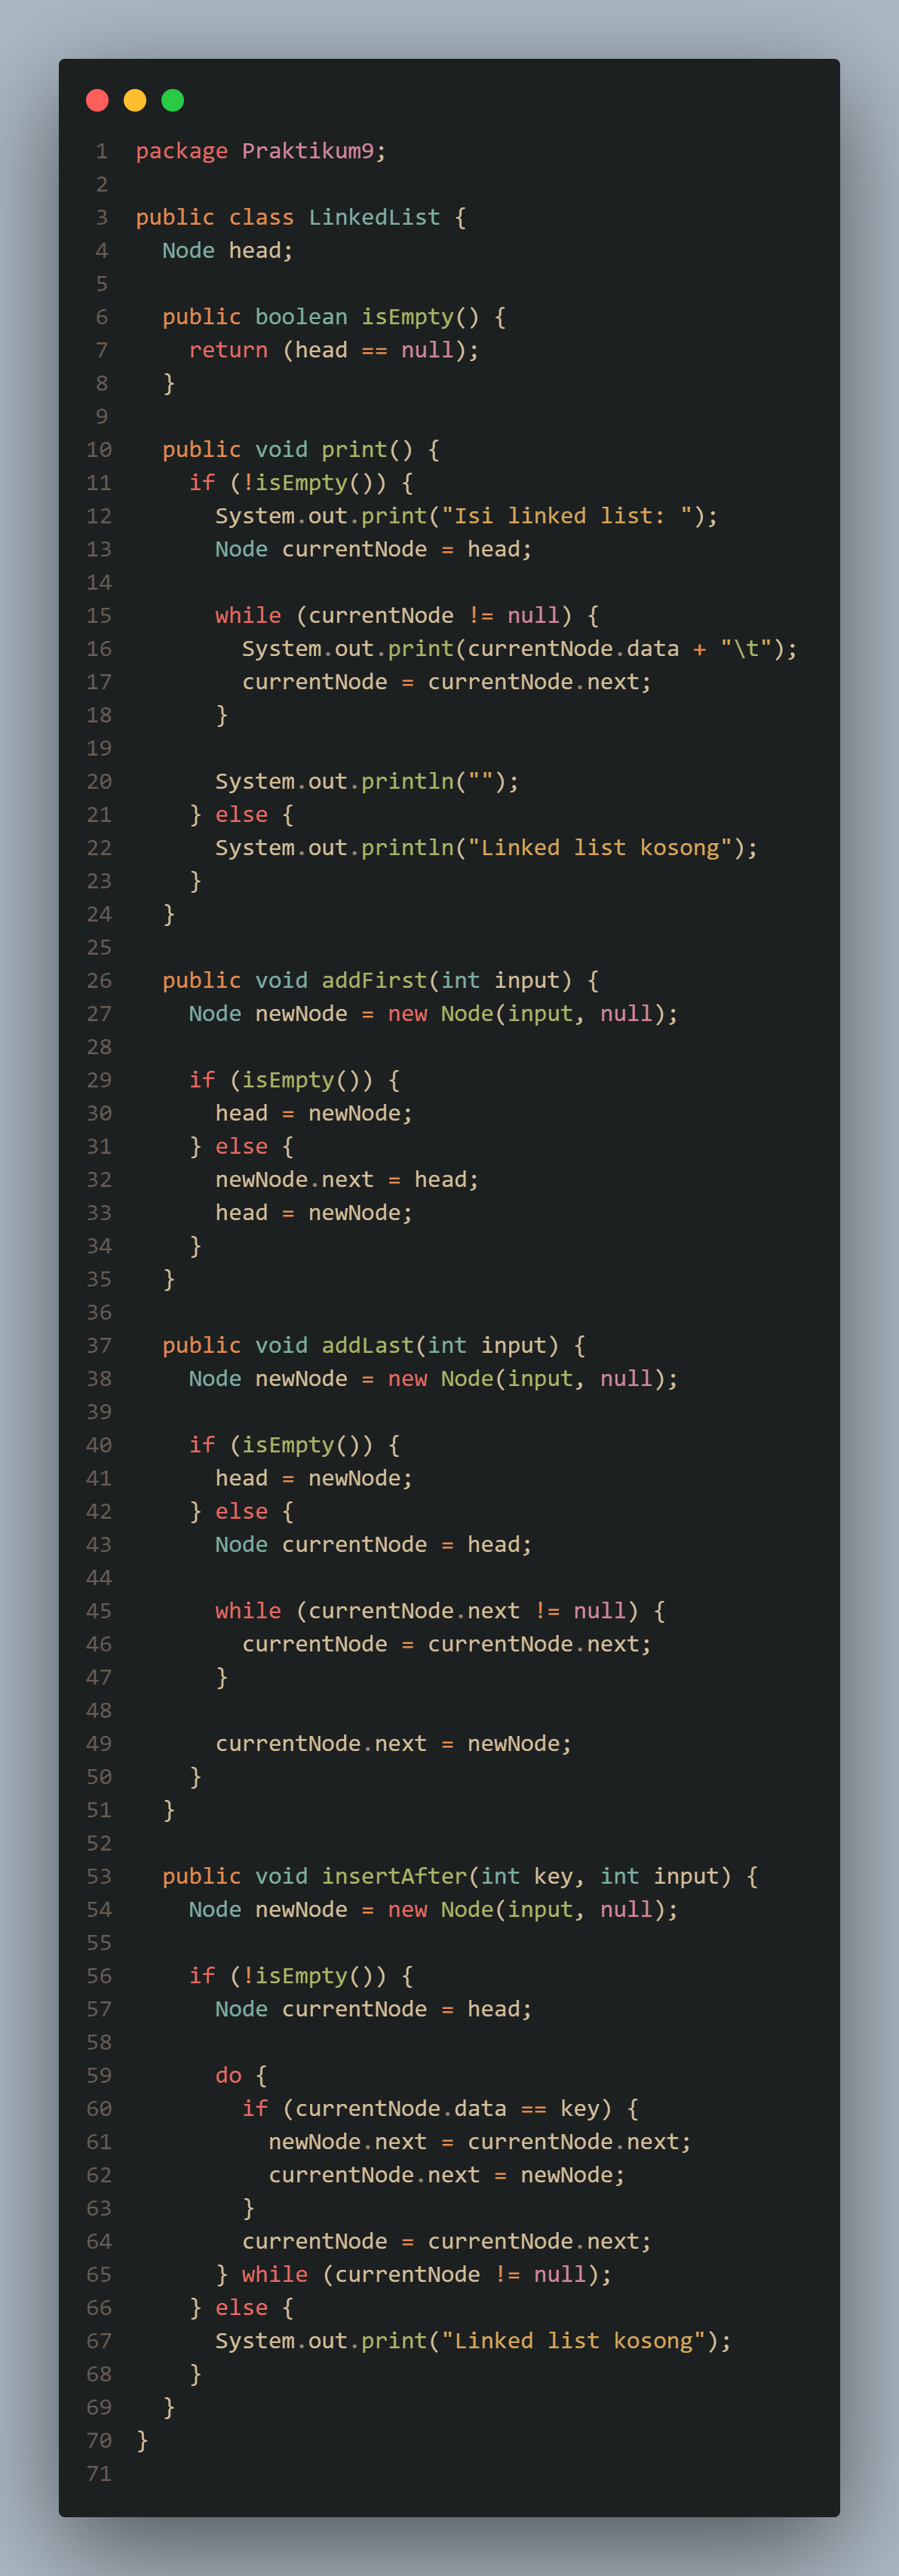 1 package Praktikum9;
2
3 public class LinkedList {
4   Node head;
5
6   public boolean isEmpty() {
7     return (head == null);
8   }
9
10   public void print() {
11     if (!isEmpty()) {
12       System.out.print("Isi linked list: ");
13       Node currentNode = head;
14
15       while (currentNode != null) {
16         System.out.print(currentNode.data + "\t");
17         currentNode = currentNode.next;
18       }
19
20       System.out.println("");
21     } else {
22       System.out.println("Linked list kosong");
23     }
24   }
25
26   public void addFirst(int input) {
27     Node newNode = new Node(input, null);
28
29     if (isEmpty()) {
30       head = newNode;
31     } else {
32       newNode.next = head;
33       head = newNode;
34     }
35   }
36
37   public void addLast(int input) {
38     Node newNode = new Node(input, null);
39
40     if (isEmpty()) {
41       head = newNode;
42     } else {
43       Node currentNode = head;
44
45       while (currentNode.next != null) {
46         currentNode = currentNode.next;
47       }
48
49       currentNode.next = newNode;
50     }
51   }
52
53   public void insertAfter(int key, int input) {
54     Node newNode = new Node(input, null);
55
56     if (!isEmpty()) {
57       Node currentNode = head;
58
59       do {
60         if (currentNode.data == key) {
61           newNode.next = currentNode.next;
62           currentNode.next = newNode;
63         }
64         currentNode = currentNode.next;
65       } while (currentNode != null);
66     } else {
67       System.out.print("Linked list kosong");
68     }
69   }
70 }
71